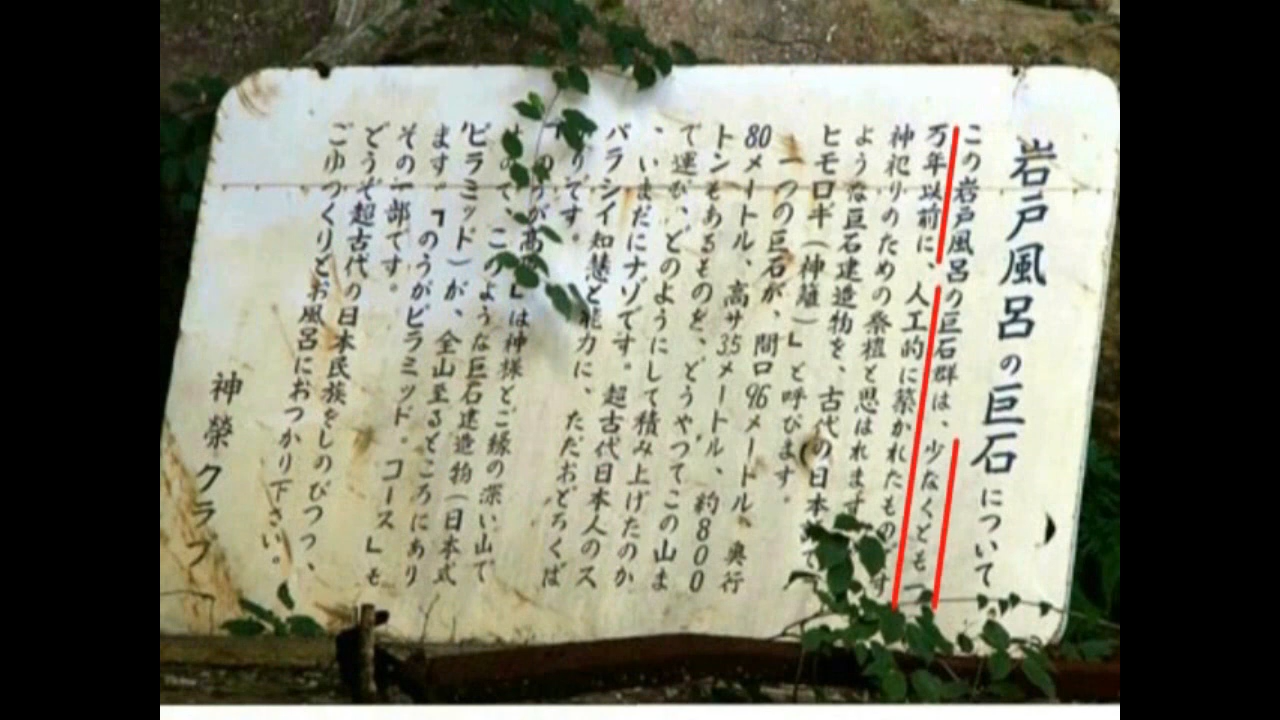 岩戸風呂の巨石について
この岩戸風呂の巨石群は、少なくとも一
万年以前に、人工的に築かれたものです
神祀りのための祭壇と思はれます
ような巨石建造物を、古代の日本で
ヒモロギ(神籬)」と呼びます。
一つの巨石が、間口96メートル、奥行
80メートル、高サ35メートル、約800
トンもあるものを、どうやつてこの山ま
で運び、どのようにして積み上げたのか
、いまだにナゾです。超古代日本人のス
バラシイ知慧と能力に、ただおどろくば
りです。
「のうが高 」は神様とご縁の深い山で
ので、このような巨石建造物(日本式
ピラミッド)が、全山至るところにあり
ます。『のうがピラミッド・コース」も
その一部です。
どうぞ超古代の日本民族をしのびつつ、
ごゆつくりとお風呂におつかり下さい。
神榮クラブ